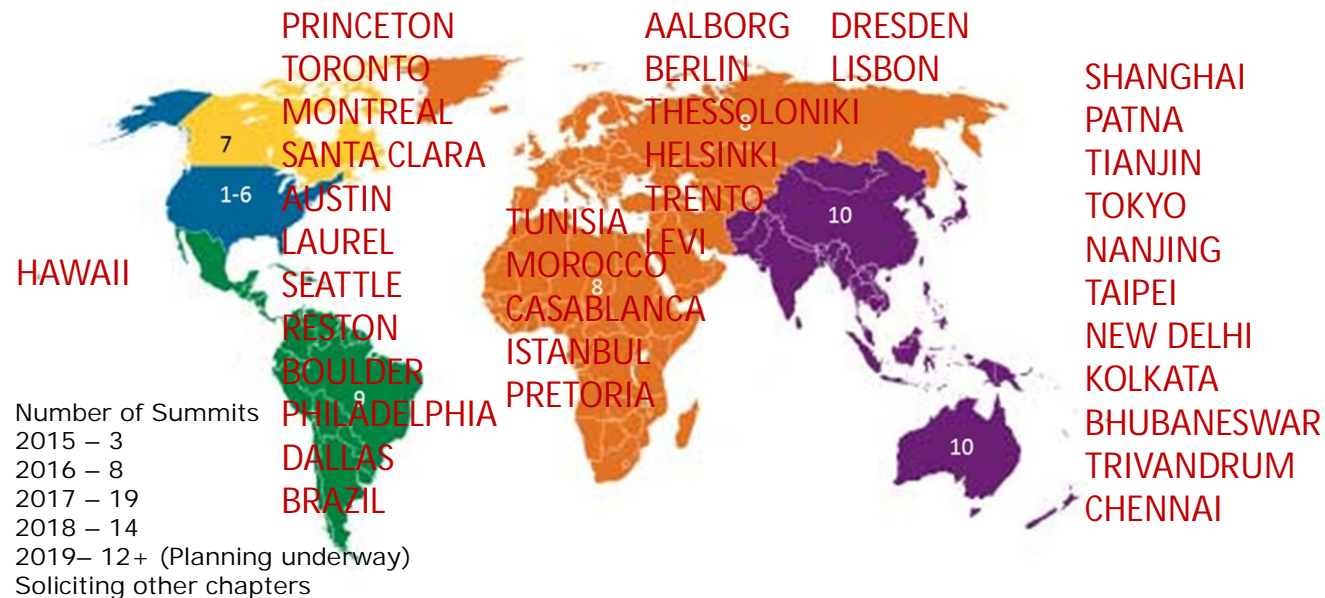 PRINCETON
TORONTO
MONTREAL
SANTA CLARA
AUSTIN
LAUREL
SEATTLE
RESTON
BOULDER
PHILADELPHIA
DALLAS
BRAZIL
AALBORG
BERLIN
THESSOLONIKI
HELSINKI
TRENTO
LEVI
DRESDEN
LISBON
TUNISIA
MOROCCO
CASABLANCA
ISTANBUL
PRETORIA
SHANGHAI
PATNA
TIANJIN
TOKYO
NANJING
TAIPEI
NEW DELHI
KOLKATA
BHUBANESWAR
TRIVANDRUM
CHENNAI
HAWAII
7
1-6
8
8
9
10
10
Number of Summits
2015 – 3
2016 – 8
2017 – 19
2018 – 14
2019– 12+ (Planning underway)
Soliciting other chapters